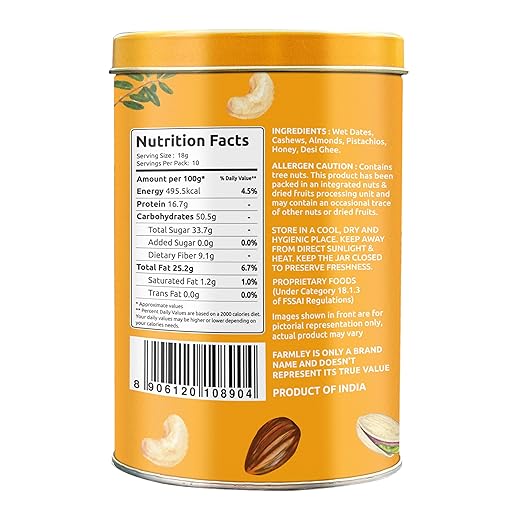 Nutrition Facts
Serving Size : 18g
Servings Per Pack: 10
Amount per 100g* % Daily Value**
Energy 495.5kcal 4.5%
Protein 16.7g -
Carbohydrates 50.5g -
Total Sugar 33.7g -
Added Sugar 0.0g 0.0%
Dietary Fiber 9.1g -
Total Fat 25.2g 6.7%
Saturated Fat 1.2g 1.0%
Trans Fat 0.0g 0.0%
* Approximate values.
** Percent Daily Values are based on a 2000 calories diet.
Your daily values may be higher or lower depending on
your calories needs.
8 906120 108904
INGREDIENTS : Wet Dates,
Cashews, Almonds, Pistachios,
Honey, Desi Ghee.
ALLERGEN CAUTION : Contains
tree nuts. This product has been
packed in an integrated nuts &
dried fruits processing unit and
may contain an occasional trace
of other nuts or dried fruits.
STORE IN A COOL, DRY AND
HYGIENIC PLACE. KEEP AWAY
FROM DIRECT SUNLIGHT &
HEAT. KEEP THE JAR CLOSED
TO PRESERVE FRESHNESS.
PROPRIETARY FOODS
(Under Category 18.1.3
of FSSAI Regulations)
Images shown in front are for
pictorial representation only,
actual product may vary
FARMLEY IS ONLY A BRAND
NAME AND DOESN'T
REPRESENT ITS TRUE VALUE
PRODUCT OF INDIA